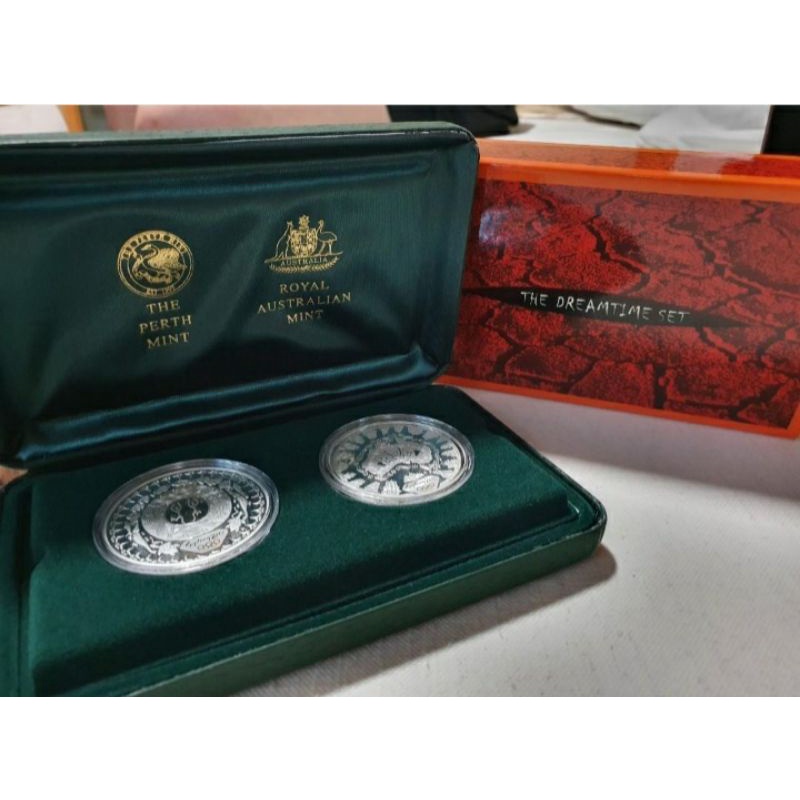 THE
PERTH
MINT
AUSTRALIA
ROYAL
AUSTRALIAN
MINT
THE DREAMTIME SET